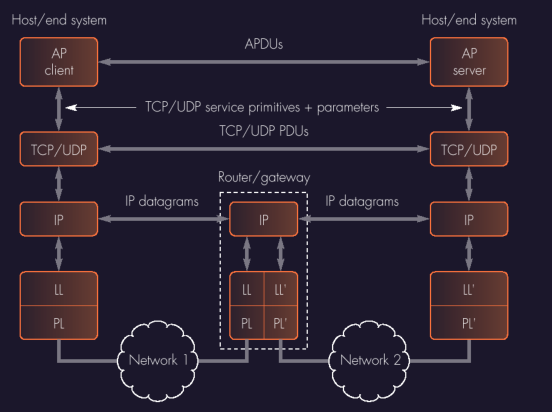 Host/end system
Host/end system
AP
client
APDUs
AP
server
TCP/UDP service primitives + parameters
TCP/UDP PDUs
TCP/UDP
TCP/UDP
Router/gateway
IP datagrams
IP datagrams
IP
IP
IP
LL
LL
LL'
LL'
PL
PL
PL'
PL'
Network 1
Network 2